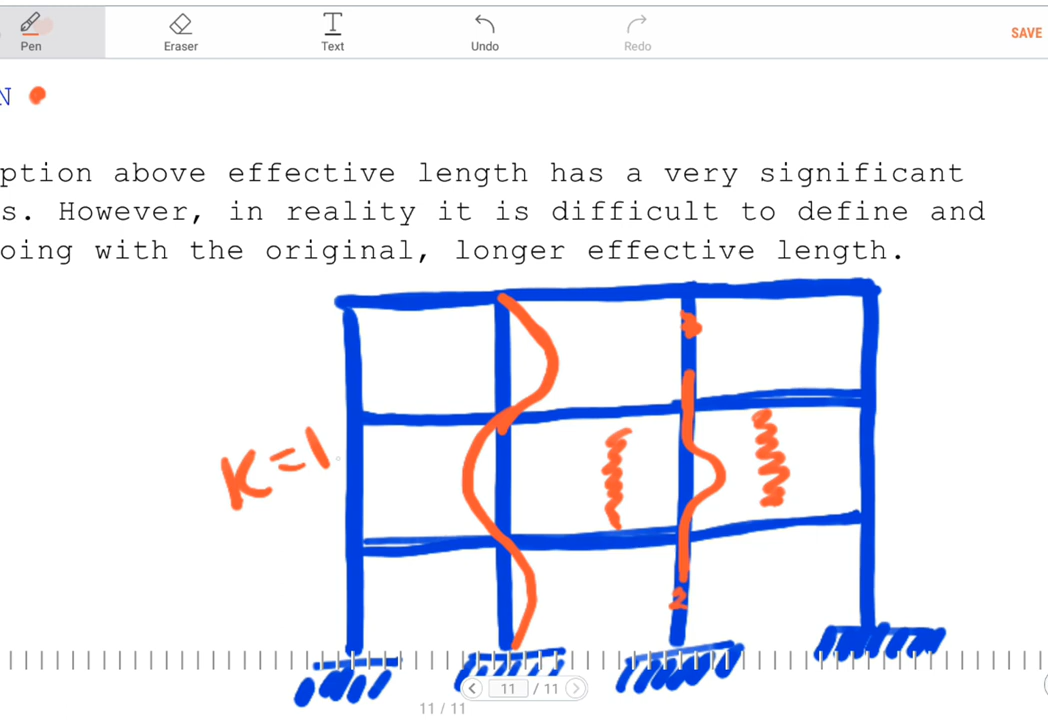 Pen Eraser Text Undo Redo SAVE
N
ption above effective length has a very significant
s. However, in reality it is difficult to define and
oing with the original, longer effective length.
K=1
2
11 / 11
11 / 11